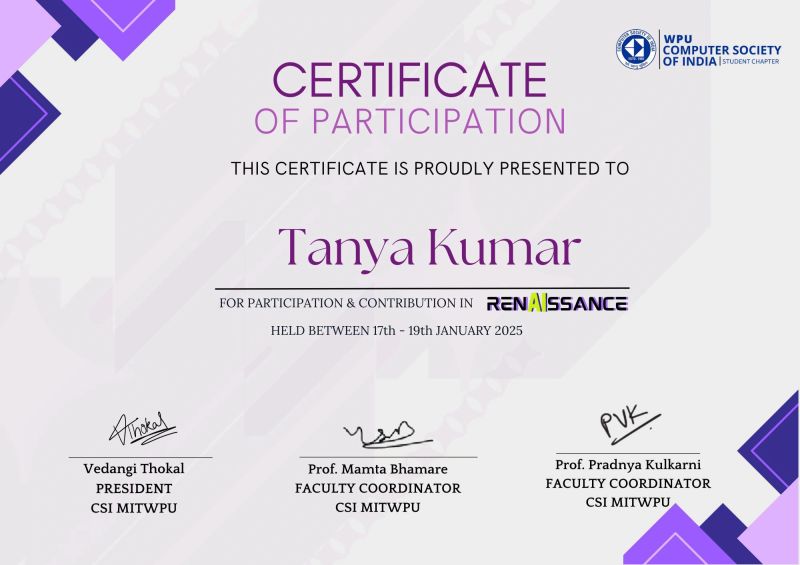 WPU
COMPUTER SOCIETY
OF INDIA | STUDENT CHAPTER
CERTIFICATE
OF PARTICIPATION
THIS CERTIFICATE IS PROUDLY PRESENTED TO
Tanya Kumar
FOR PARTICIPATION & CONTRIBUTION IN RENAISSANCE
HELD BETWEEN 17th - 19th JANUARY 2025
AThokal
PVK
Vedangi Thokal
PRESIDENT
CSI MITWPU
Prof. Mamta Bhamare
FACULTY COORDINATOR
CSI MITWPU
Prof. Pradnya Kulkarni
FACULTY COORDINATOR
CSI MITWPU